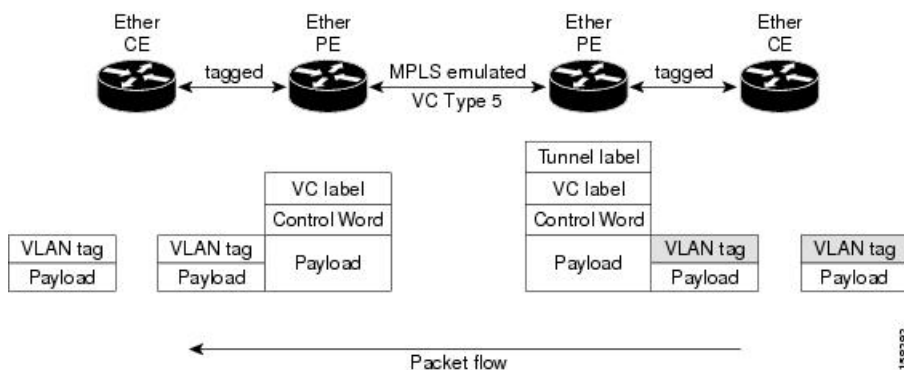 Ether CE
Ether PE
Ether PE
Ether CE
tagged
MPLS emulated
VC Type 5
tagged
Tunnel label
VC label
VC label
Control Word
Control Word
VLAN tag
VLAN tag
Payload
Payload
VLAN tag
VLAN tag
Payload
Payload
Payload
Payload
Packet flow
158393